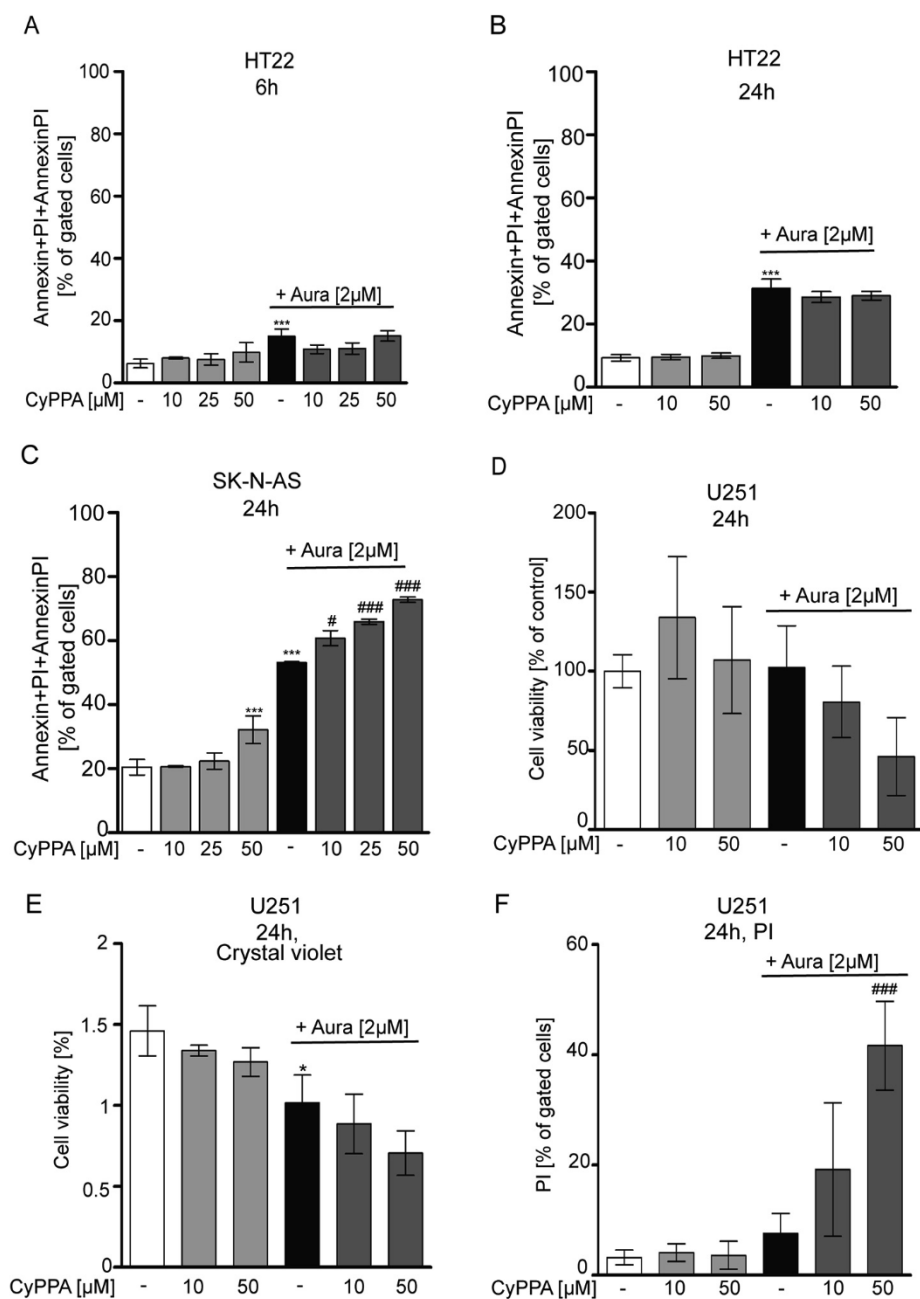 A
HT22
6h
Annexin+PI+AnnexinPI
[% of gated cells]
100
80
60
40
20
0
+ Aura [2µM]
***
CyPPA [µM] - 10 25 50 - 10 25 50
B
HT22
24h
Annexin+PI+AnnexinPI
[% of gated cells]
100
80
60
40
20
0
+ Aura [2µM]
***
CyPPA [µM] - 10 50 - 10 50
C
SK-N-AS
24h
Annexin+PI+AnnexinPI
[% of gated cells]
100
80
60
40
20
0
+ Aura [2µM]
*** *** # ### ###
CyPPA [µM] - 10 25 50 - 10 25 50
D
U251
24h
Cell viability [% of control]
200
150
100
50
0
+ Aura [2µM]
CyPPA [µM] - 10 50 - 10 50
E
U251
24h,
Crystal violet
Cell viability [%]
2
1.5
1
0.5
0
+ Aura [2µM]
*
CyPPA [µM] - 10 50 - 10 50
F
U251
24h, PI
PI [% of gated cells]
60
40
20
0
+ Aura [2µM]
###
CyPPA [µM] - 10 50 - 10 50